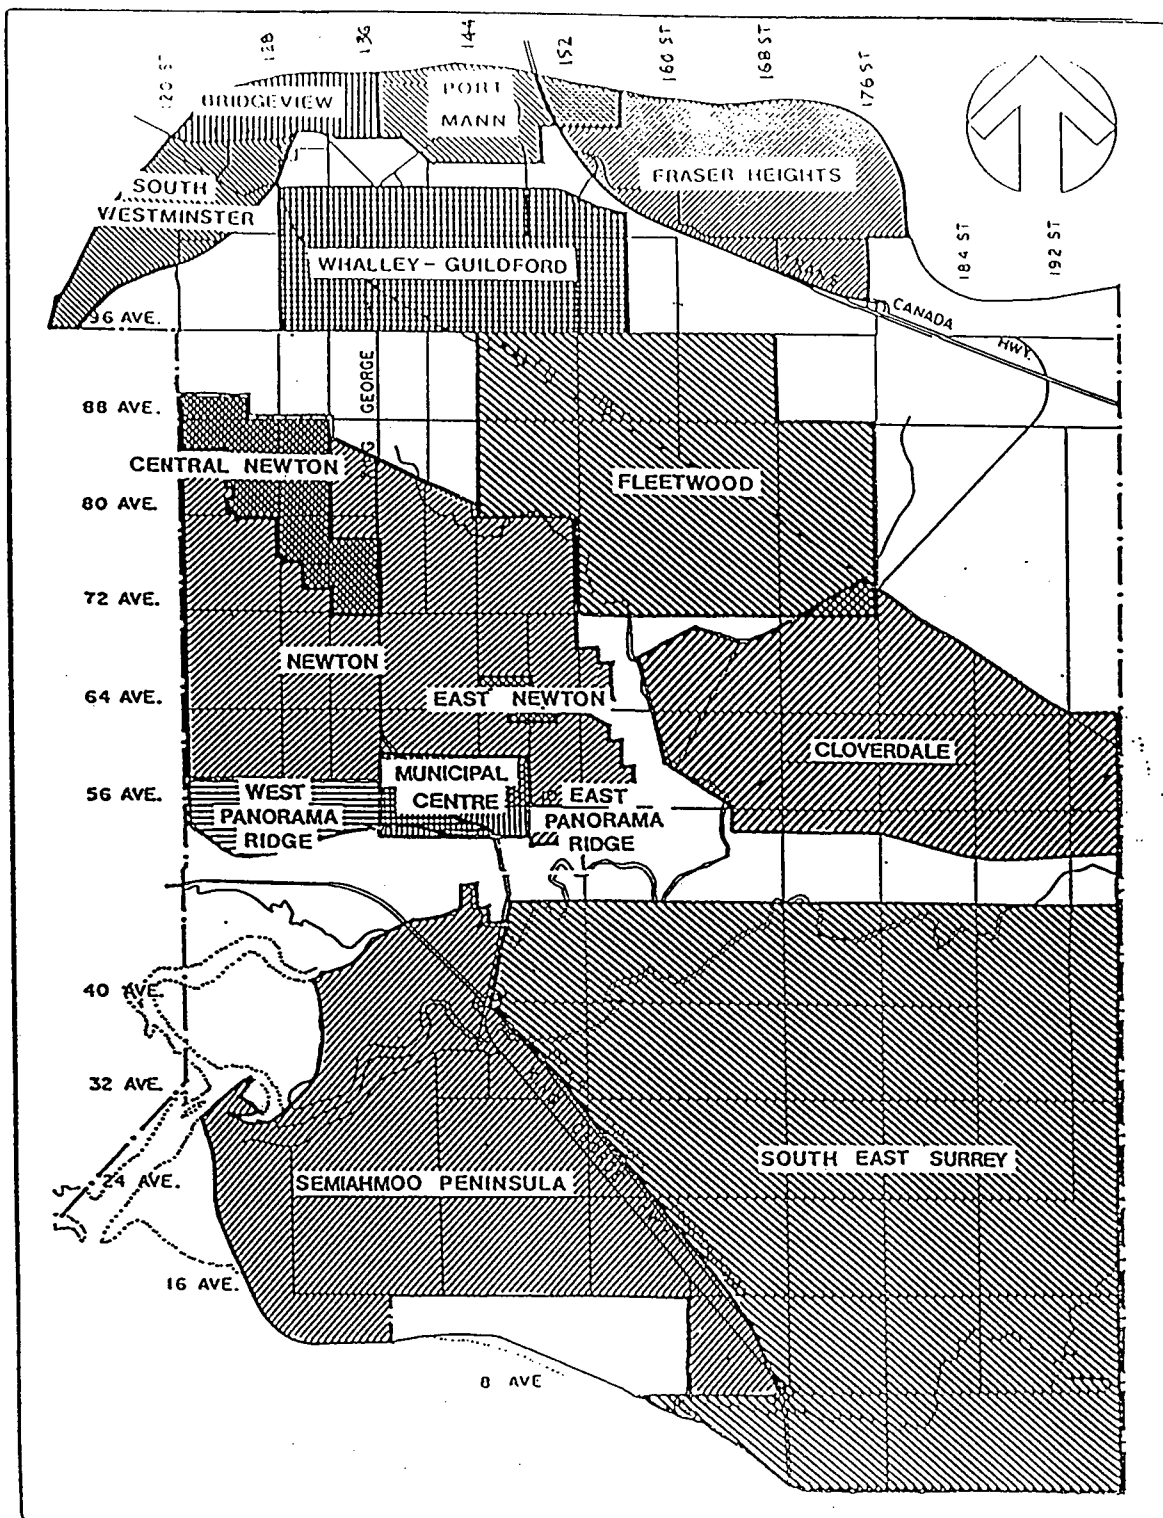 120 ST
128
136
144
152
160 ST
168 ST
176 ST
BRIDGEVIEW
PORT
MANN
SOUTH
WESTMINSTER
FRASER HEIGHTS
184 ST
192 ST
WHALLEY - GUILDFORD
TRANS
CANADA
HWY.
96 AVE.
GEORGE
88 AVE.
CENTRAL NEWTON
FLEETWOOD
80 AVE.
72 AVE.
NEWTON
64 AVE.
EAST NEWTON
CLOVERDALE
MUNICIPAL
CENTRE
56 AVE.
WEST
PANORAMA
RIDGE
EAST
PANORAMA
RIDGE
40 AVE.
32 AVE.
24 AVE.
SEMIAHMOO PENINSULA
SOUTH EAST SURREY
16 AVE.
8 AVE